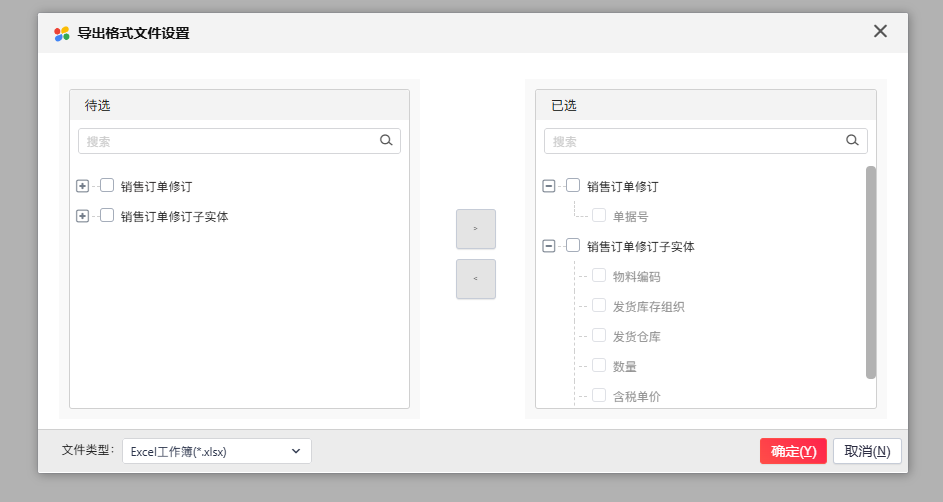 导出格式文件设置
待选
搜索
销售订单修订
销售订单修订子实体
>
<
已选
搜索
销售订单修订
单据号
销售订单修订子实体
物料编码
发货库存组织
发货仓库
数量
含税单价
文件类型:
Excel工作簿(*.xlsx)
确定(Y)
取消(N)